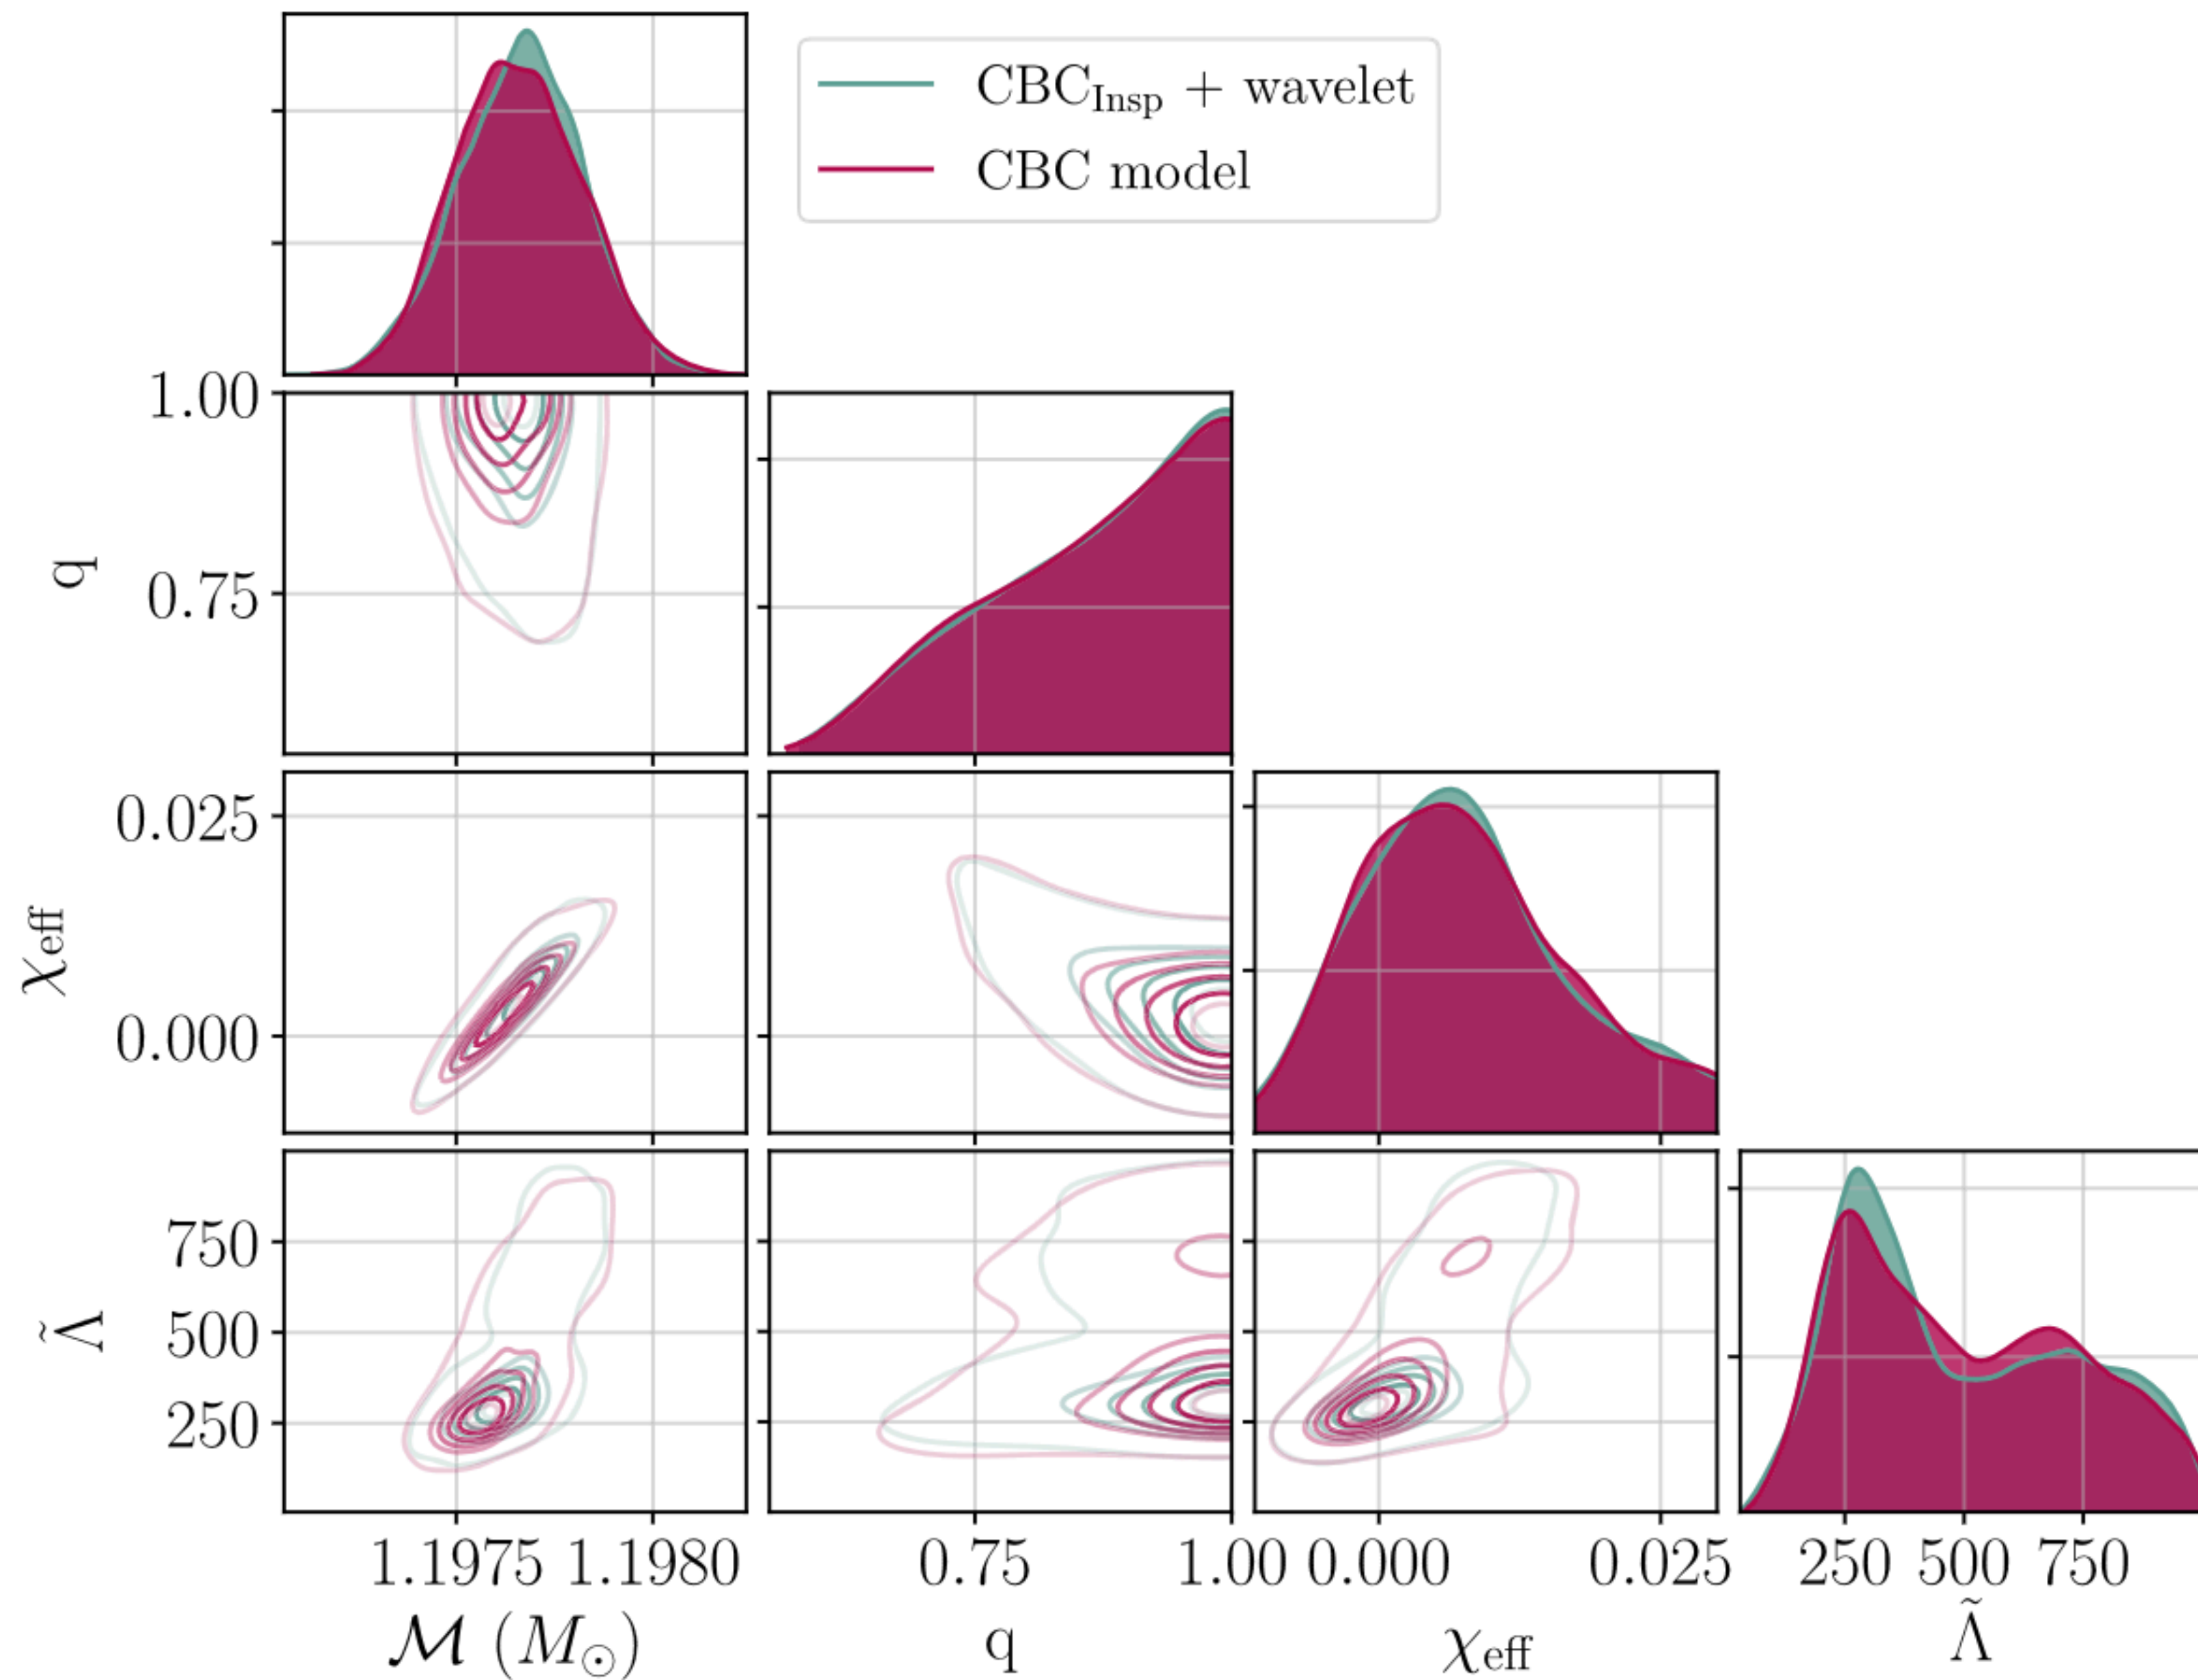 CBC_Insp + wavelet
CBC model
1.00
0.75
q
0.025
0.000
χ_eff
750
500
250
Λ̃
1.1975 1.1980
0.75 1.00
0.000 0.025
250 500 750
ℳ (M_⊙)
q
χ_eff
Λ̃